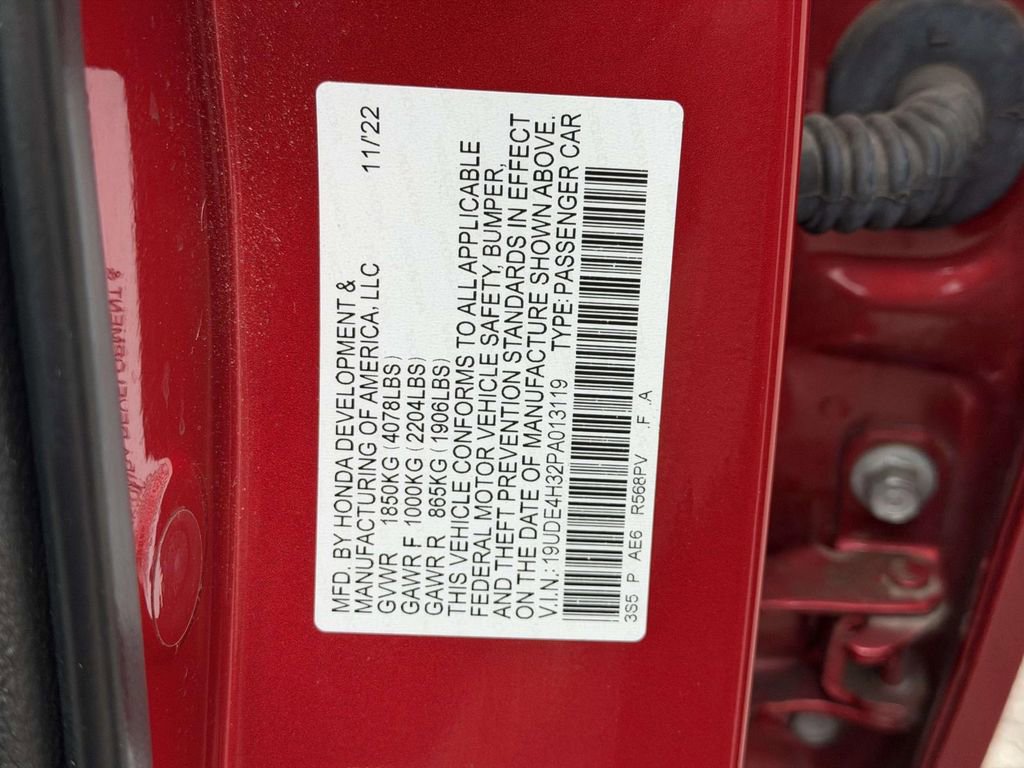 MFD. BY HONDA DEVELOPMENT &
MANUFACTURING OF AMERICA, LLC 11/'22
GVWR 1850KG (4078LBS)
GAWR F 1000KG (2204LBS)
GAWR R 865KG (1906LBS)
THIS VEHICLE CONFORMS TO ALL APPLICABLE
FEDERAL MOTOR VEHICLE SAFETY, BUMPER,
AND THEFT PREVENTION STANDARDS IN EFFECT
ON THE DATE OF MANUFACTURE SHOWN ABOVE.
V.I.N.: 19UDE4H32PA013119 TYPE: PASSENGER CAR
3S5 P AE6 R568PV F A